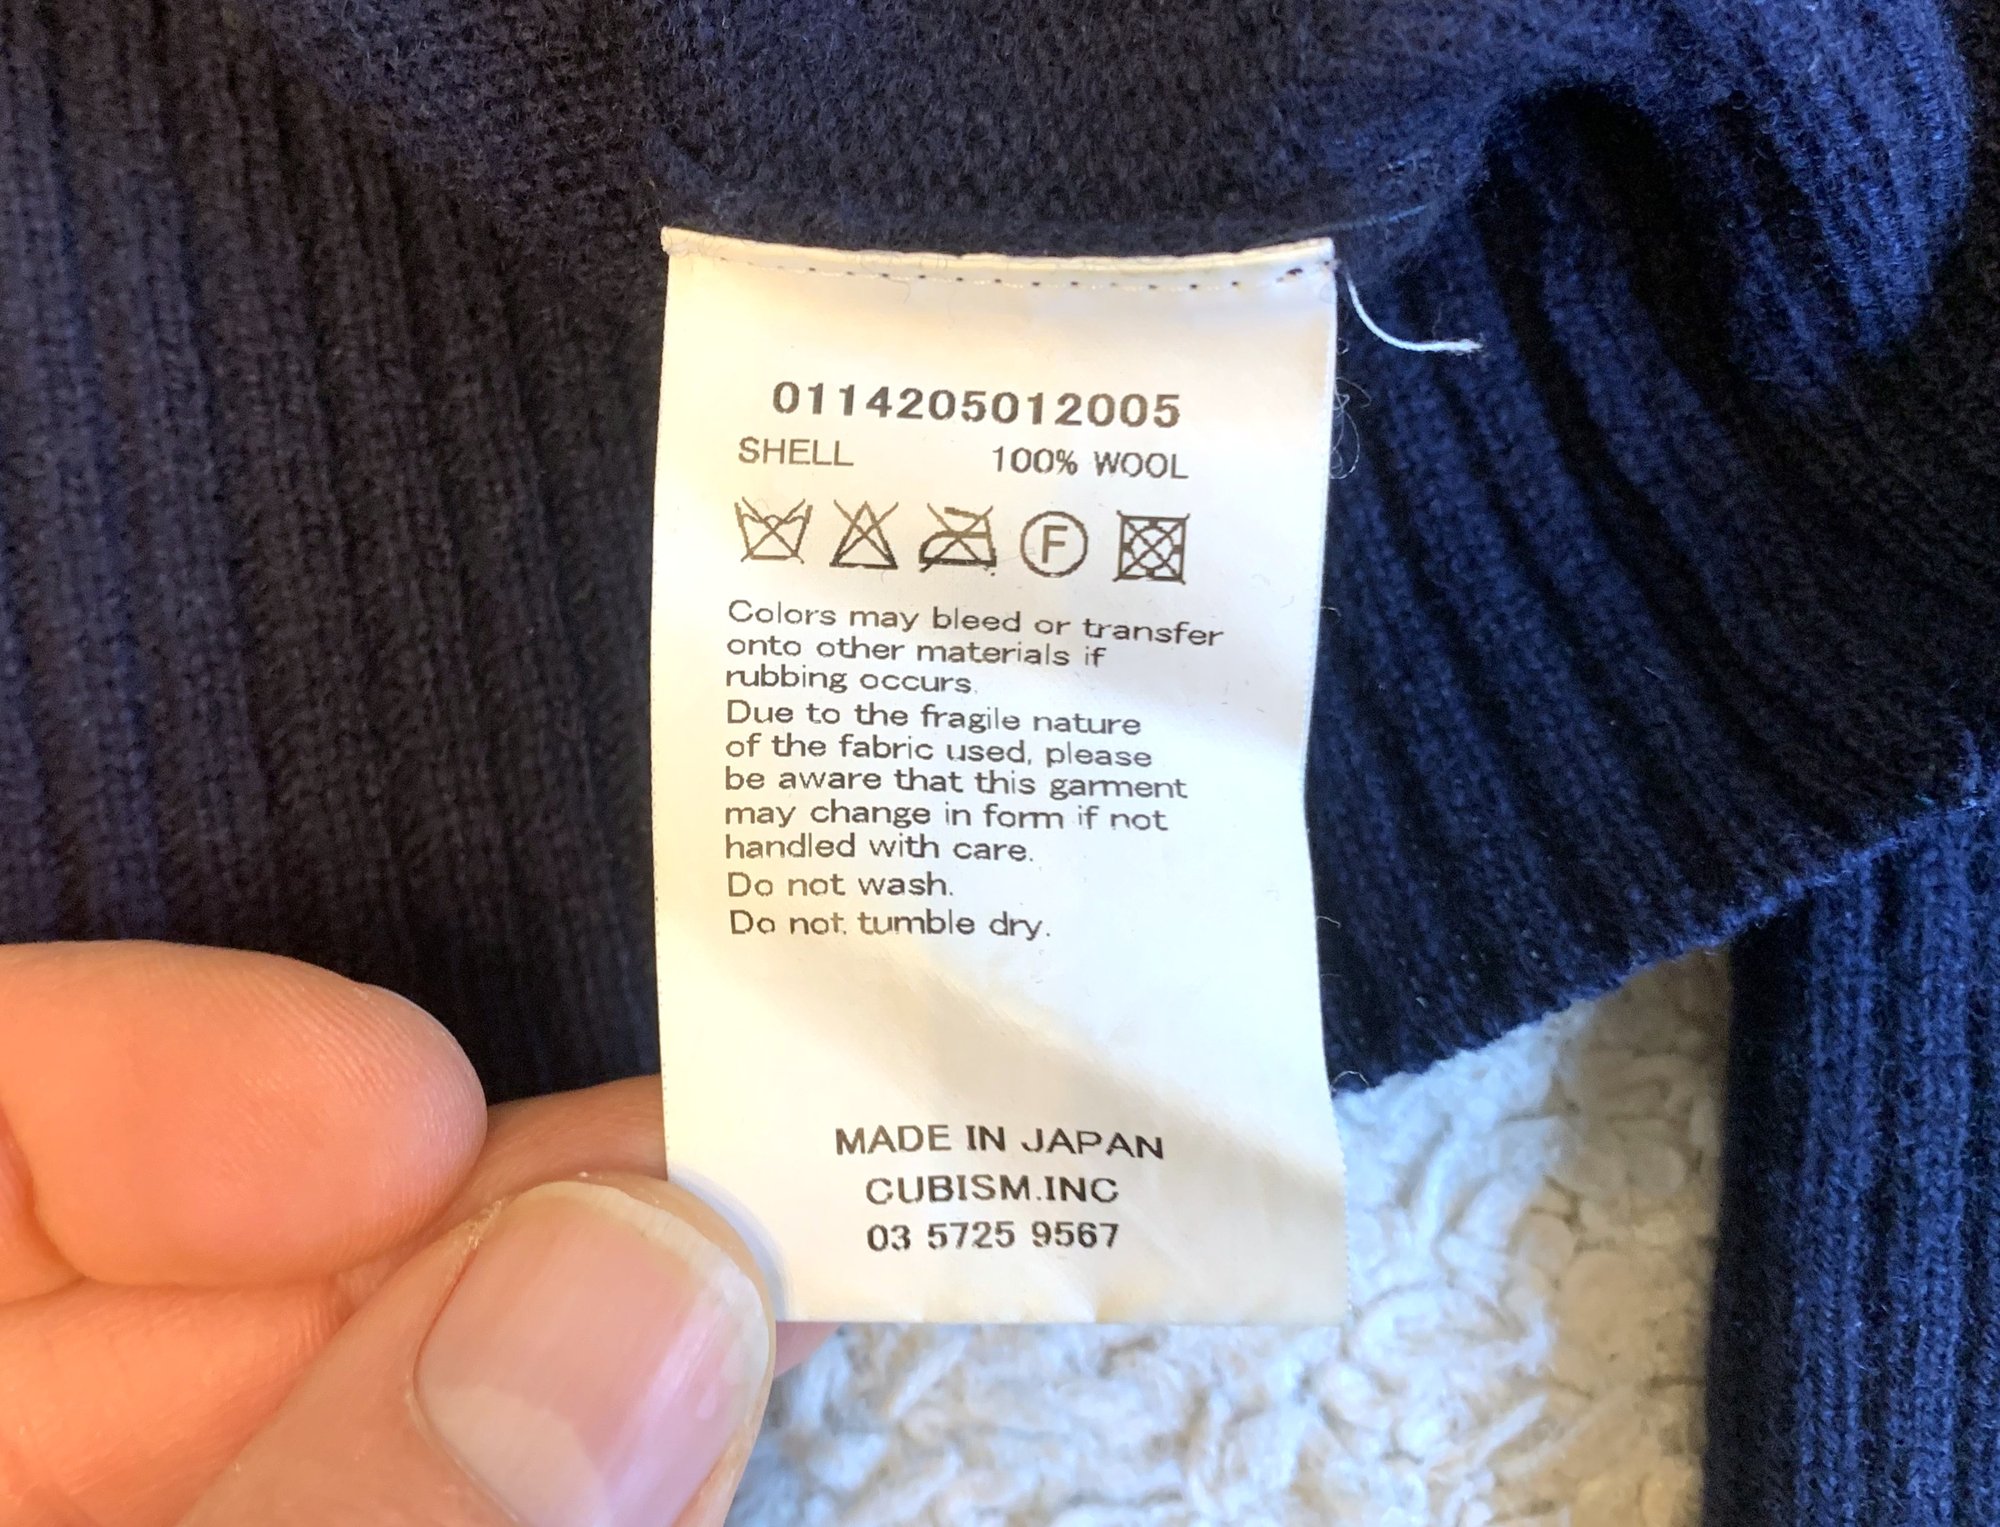 0114205012005
SHELL 100% WOOL
F
Colors may bleed or transfer
onto other materials if
rubbing occurs.
Due to the fragile nature
of the fabric used, please
be aware that this garment
may change in form if not
handled with care.
Do not wash.
Do not tumble dry.
MADE IN JAPAN
CUBISM.INC
03 5725 9567